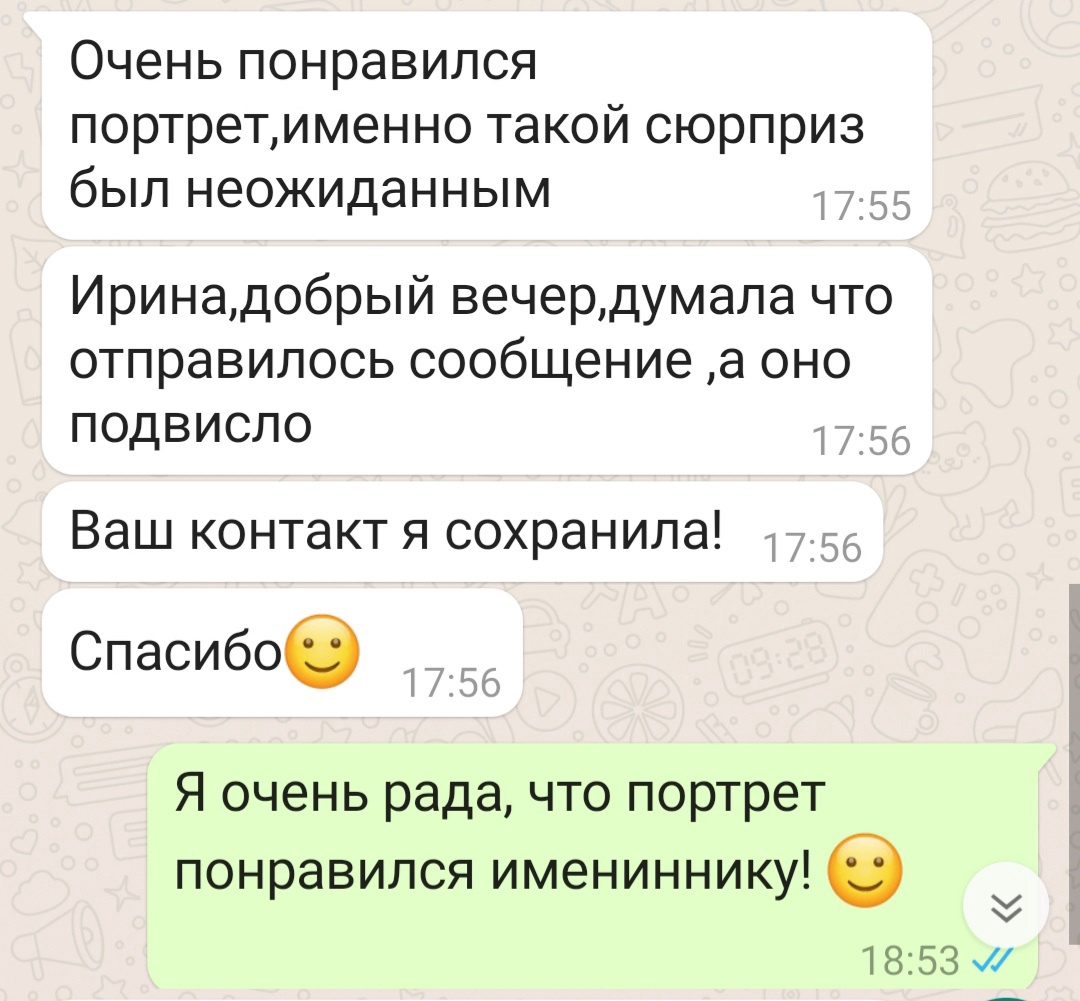 Очень понравился
портрет,именно такой сюрприз
был неожиданным
17:55
Ирина,добрый вечер,думала что
отправилось сообщение ,а оно
подвисло
17:56
Ваш контакт я сохранила!
17:56
Спасибо🙂
17:56
Я очень рада, что портрет
понравился имениннику! 🙂
18:53